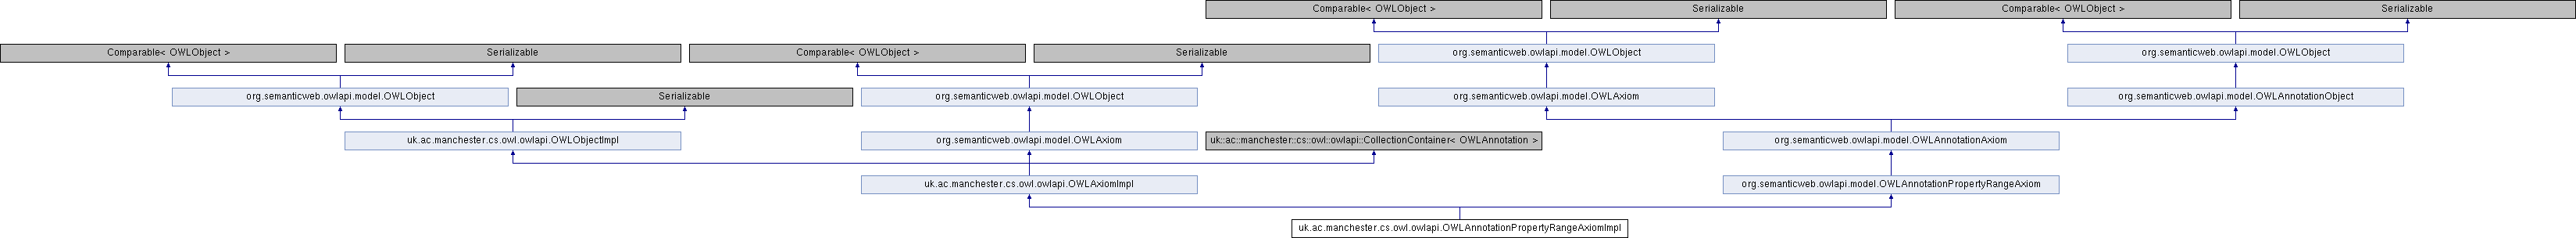 Comparable< OWLObject >
Serializable
Comparable< OWLObject >
Serializable
Comparable< OWLObject >
Serializable
Comparable< OWLObject >
Serializable
org.semanticweb.owlapi.model.OWLObject
org.semanticweb.owlapi.model.OWLObject
org.semanticweb.owlapi.model.OWLObject
Serializable
org.semanticweb.owlapi.model.OWLObject
org.semanticweb.owlapi.model.OWLAxiom
org.semanticweb.owlapi.model.OWLAnnotationObject
uk.ac.manchester.cs.owl.owlapi.OWLObjectImpl
org.semanticweb.owlapi.model.OWLAxiom
uk::ac::manchester::cs::owl::owlapi::CollectionContainer< OWLAnnotation >
org.semanticweb.owlapi.model.OWLAnnotationAxiom
uk.ac.manchester.cs.owl.owlapi.OWLAxiomImpl
org.semanticweb.owlapi.model.OWLAnnotationPropertyRangeAxiom
uk.ac.manchester.cs.owl.owlapi.OWLAnnotationPropertyRangeAxiomImpl